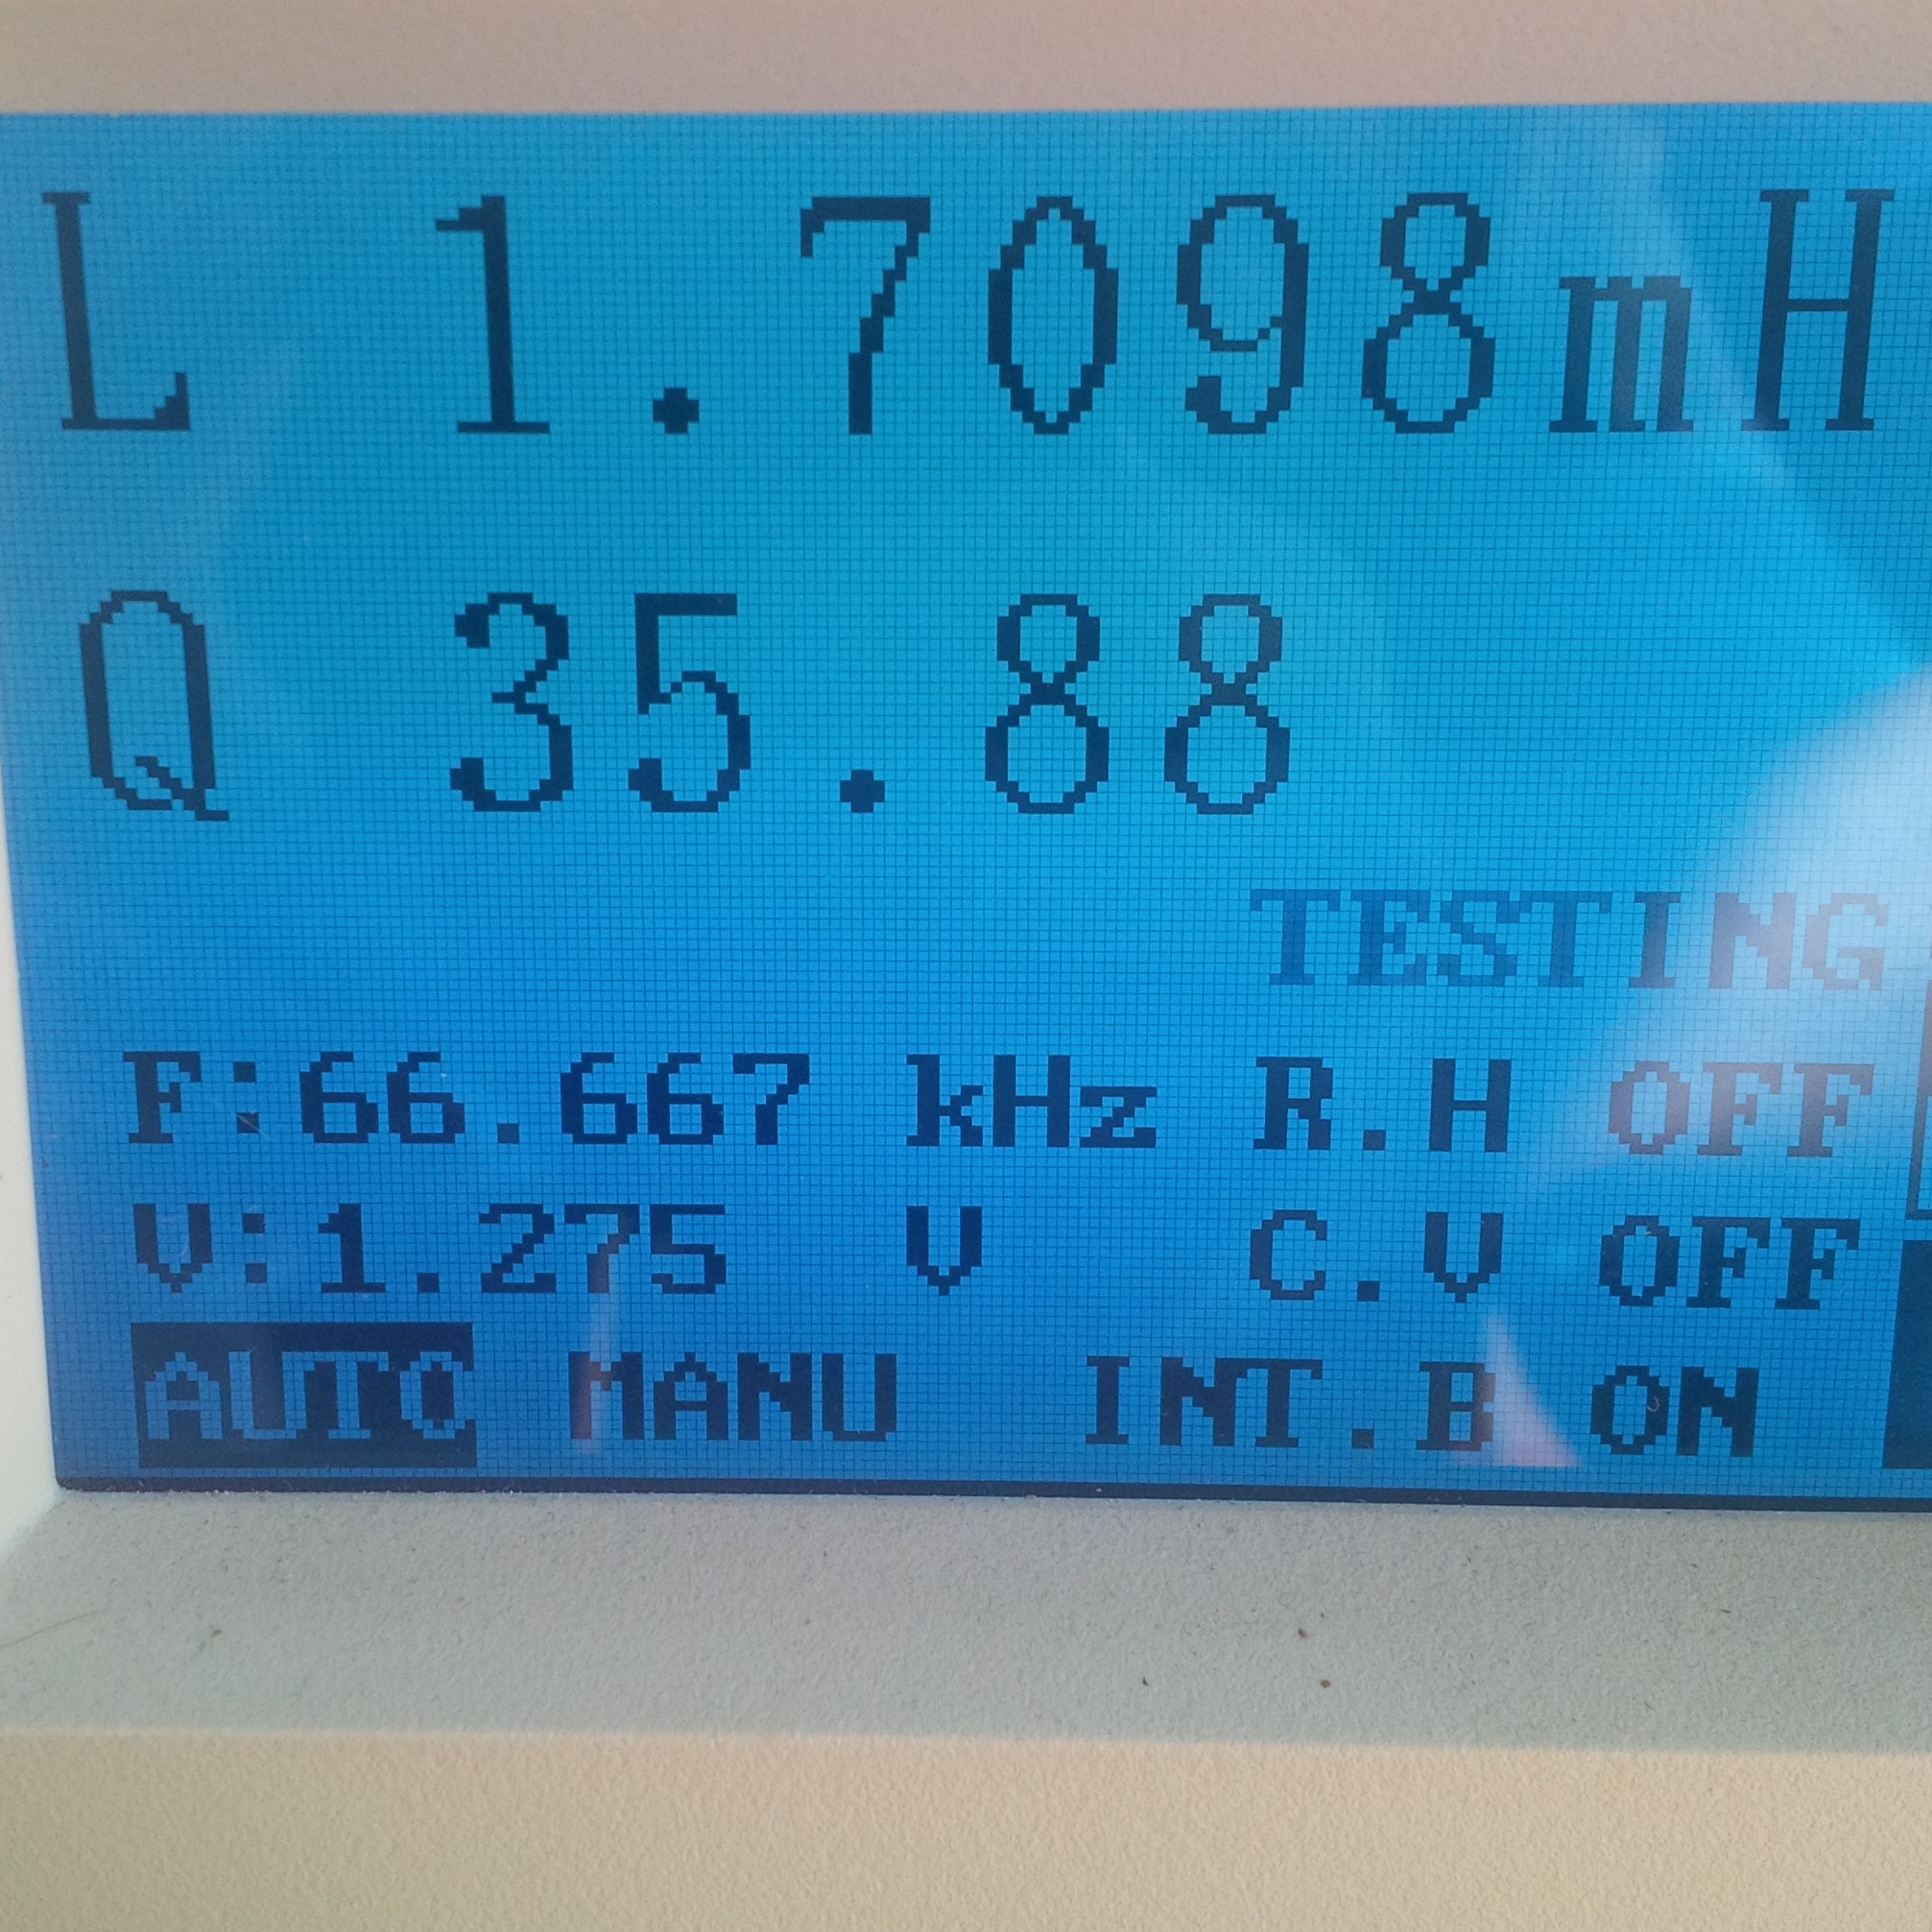 L 1.7098mH
Q 35.88
TESTING
F:66.667 kHz R.H OFF
V:1.275 V C.V OFF
AUTO MANU INT.B ON